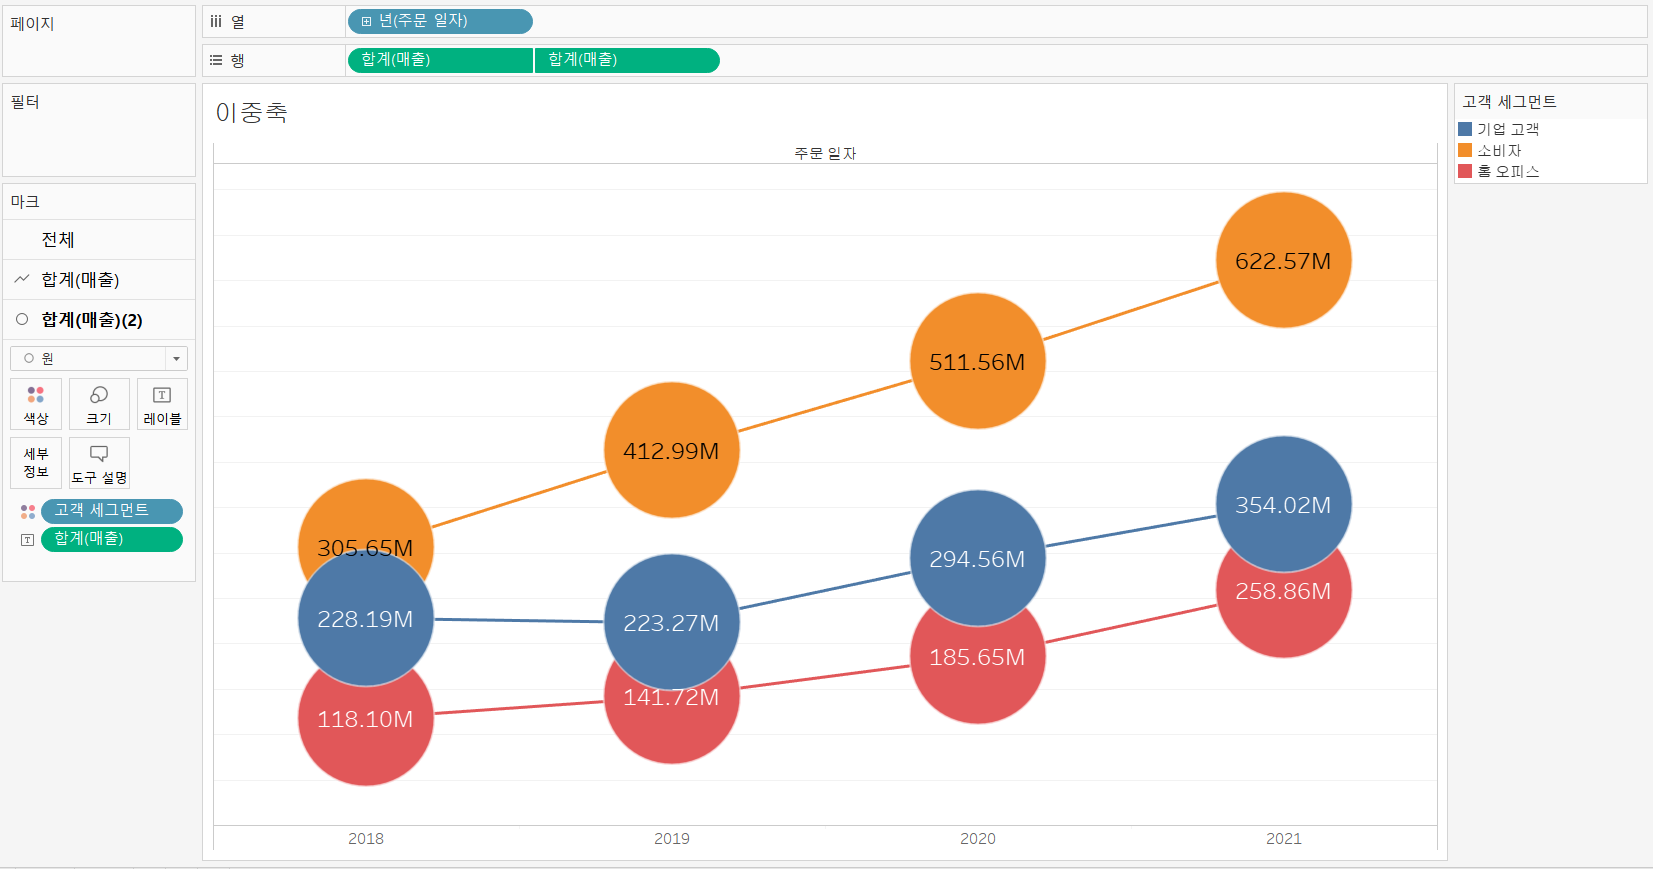 페이지
열
년(주문 일자)
행
합계(매출)
합계(매출)
필터
마크
전체
합계(매출)
합계(매출)(2)
원
색상
크기
레이블
세부
정보
도구 설명
고객 세그먼트
합계(매출)
이중축
주문 일자
622.57M
511.56M
412.99M
305.65M
354.02M
294.56M
223.27M
228.19M
258.86M
185.65M
141.72M
118.10M
2018
2019
2020
2021
고객 세그먼트
기업 고객
소비자
홈 오피스